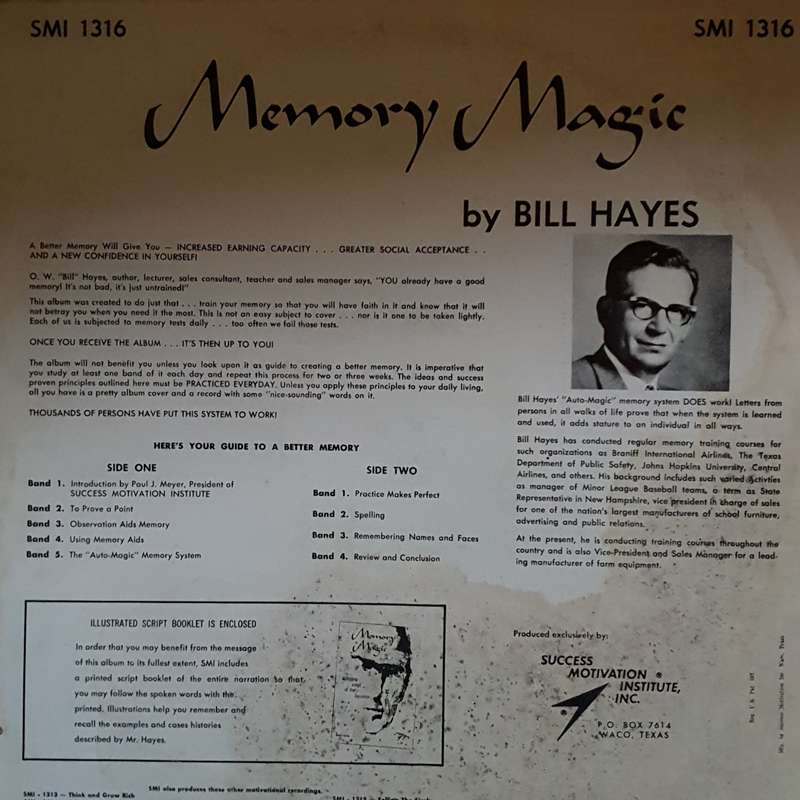 SMI 1316
SMI 1316
Memory Magic
by BILL HAYES
A Better Memory Will Give You — INCREASED EARNING CAPACITY . . . GREATER SOCIAL ACCEPTANCE . .
AND A NEW CONFIDENCE IN YOURSELF!
O. W. "Bill" Hayes, author, lecturer, sales consultant, teacher and sales manager says, "YOU already have a good
memory! It's not bad, it's just untrained!"
This album was created to do just that . . . train your memory so that you will have faith in it and know that it will
not betray you when you need it the most. This is not an easy subject to cover . . . nor is it one to be taken lightly.
Each of us is subjected to memory tests daily . . . too often we fail those tests.
ONCE YOU RECEIVE THE ALBUM . . . IT'S THEN UP TO YOU!
The album will not benefit you unless you look upon it as guide to creating a better memory. It is imperative that
you study at least one band of it each day and repeat this process for two or three weeks. The ideas and success
proven principles outlined here must be PRACTICED EVERYDAY. Unless you apply these principles to your daily living,
all you have is a pretty album cover and a record with some "nice-sounding" words on it.
THOUSANDS OF PERSONS HAVE PUT THIS SYSTEM TO WORK!
HERE'S YOUR GUIDE TO A BETTER MEMORY
SIDE ONE
Band 1. Introduction by Paul J. Meyer, President of
SUCCESS MOTIVATION INSTITUTE
Band 2. To Prove a Point
Band 3. Observation Aids Memory
Band 4. Using Memory Aids
Band 5. The "Auto-Magic" Memory System
SIDE TWO
Band 1. Practice Makes Perfect
Band 2. Spelling
Band 3. Remembering Names and Faces
Band 4. Review and Conclusion
Bill Hayes' "Auto-Magic" memory system DOES work! Letters from
persons in all walks of life prove that when the system is learned
and used, it adds stature to an individual in all ways.
Bill Hayes has conducted regular memory training courses for
such organizations as Braniff International Airlines, The Texas
Department of Public Safety, Johns Hopkins University, Central
Airlines, and others. His background includes such varied activties
as manager of Minor League Baseball teams, a term as State
Representative in New Hampshire, vice president in charge of sales
for one of the nation's largest manufacturers of school furniture,
advertising and public relations.
At the present, he is conducting training courses throughout the
country and is also Vice-President and Sales Manager for a lead-
ing manufacturer of farm equipment.
ILLUSTRATED SCRIPT BOOKLET IS ENCLOSED
In order that you may benefit from the message
of this album to its fullest extent, SMI includes
a printed script booklet of the entire narration so that
you may follow the spoken words with the
printed. Illustrations help you remember and
recall the examples and cases histories
described by Mr. Hayes.
Memory
Magic
Produced exclusively by:
SUCCESS
MOTIVATION
INSTITUTE,
INC.
P.O. BOX 7614
WACO, TEXAS
SMI also produces these other motivational recordings.
SMI - 1313 — Think and Grow Rich